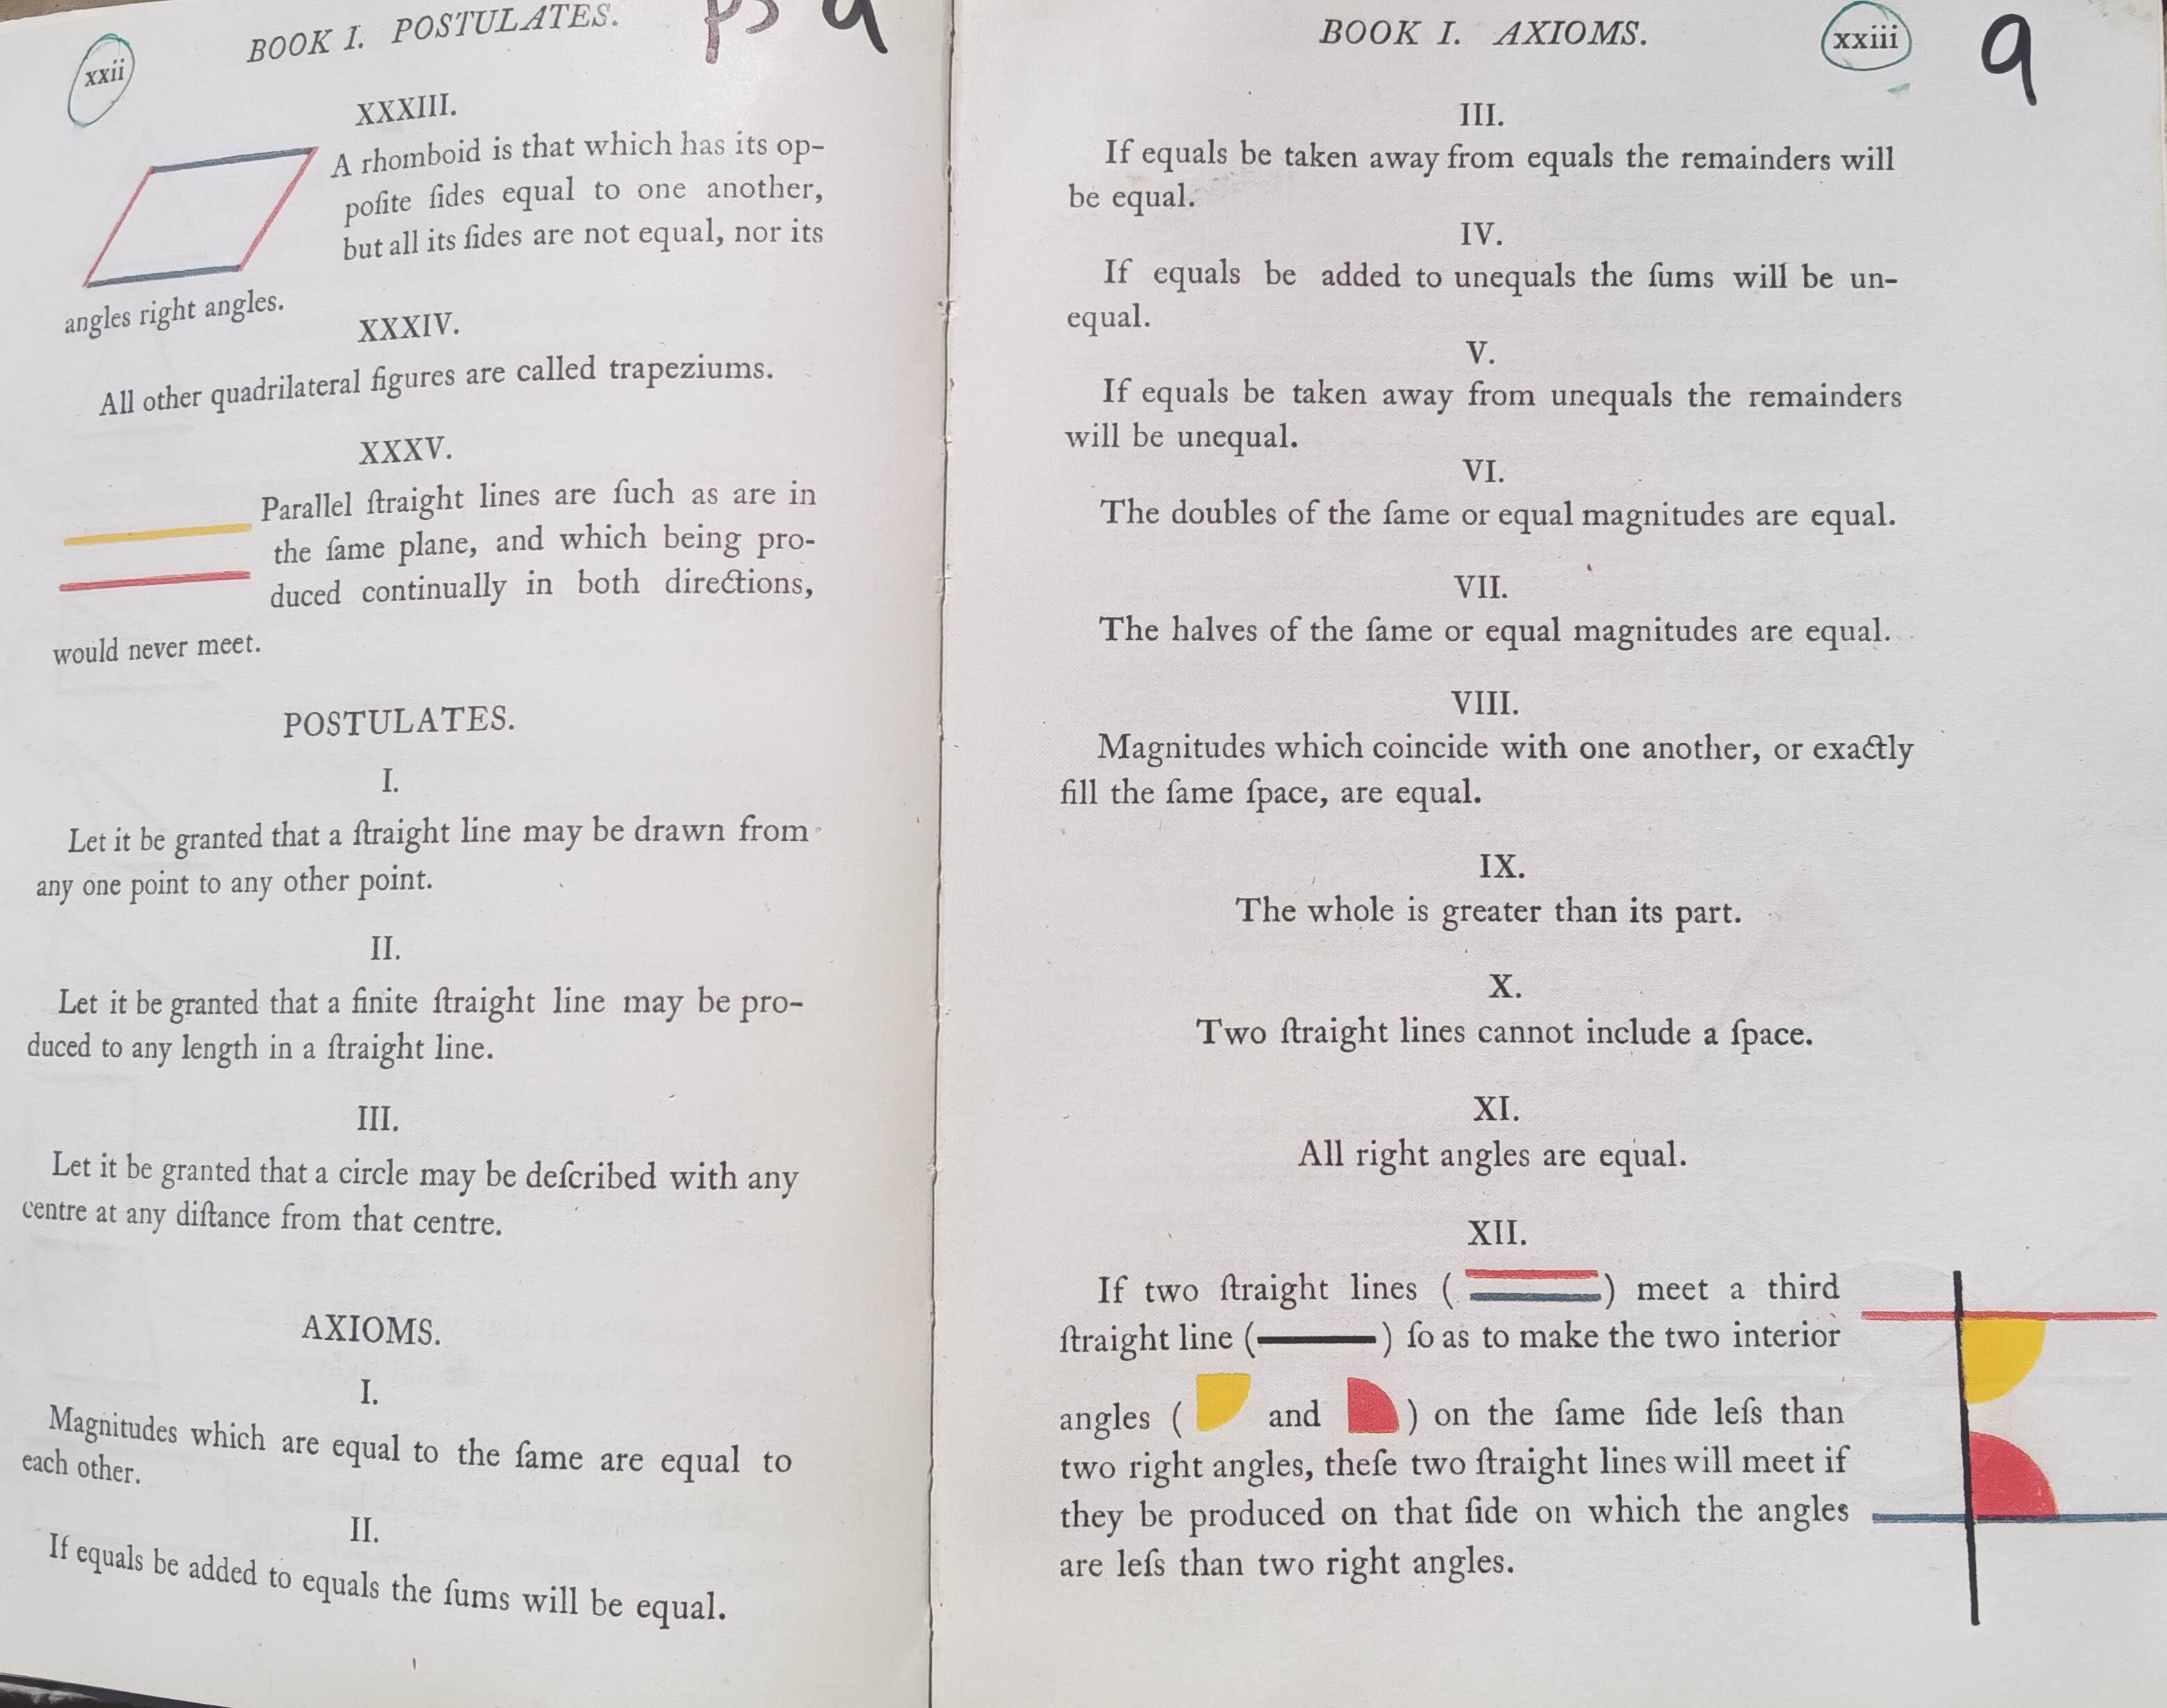 xxii
BOOK I. POSTULATES.
XXXIII.
A rhomboid is that which has its op-
poſite ſides equal to one another,
but all its ſides are not equal, nor its
angles right angles.
XXXIV.
All other quadrilateral figures are called trapeziums.
XXXV.
Parallel ſtraight lines are ſuch as are in
the ſame plane, and which being pro-
duced continually in both directions,
would never meet.
POSTULATES.
I.
Let it be granted that a ſtraight line may be drawn from
any one point to any other point.
II.
Let it be granted that a finite ſtraight line may be pro-
duced to any length in a ſtraight line.
III.
Let it be granted that a circle may be deſcribed with any
centre at any diſtance from that centre.
AXIOMS.
I.
Magnitudes which are equal to the ſame are equal to
each other.
II.
If equals be added to equals the ſums will be equal.
BOOK I. AXIOMS.
xxiii
9
III.
If equals be taken away from equals the remainders will
be equal.
IV.
If equals be added to unequals the ſums will be un-
equal.
V.
If equals be taken away from unequals the remainders
will be unequal.
VI.
The doubles of the ſame or equal magnitudes are equal.
VII.
The halves of the ſame or equal magnitudes are equal.
VIII.
Magnitudes which coincide with one another, or exactly
fill the ſame ſpace, are equal.
IX.
The whole is greater than its part.
X.
Two ſtraight lines cannot include a ſpace.
XI.
All right angles are equal.
XII.
If two ſtraight lines ( ) meet a third
ſtraight line ( ) ſo as to make the two interior
angles ( and ) on the ſame ſide leſs than
two right angles, theſe two ſtraight lines will meet if
they be produced on that ſide on which the angles
are leſs than two right angles.